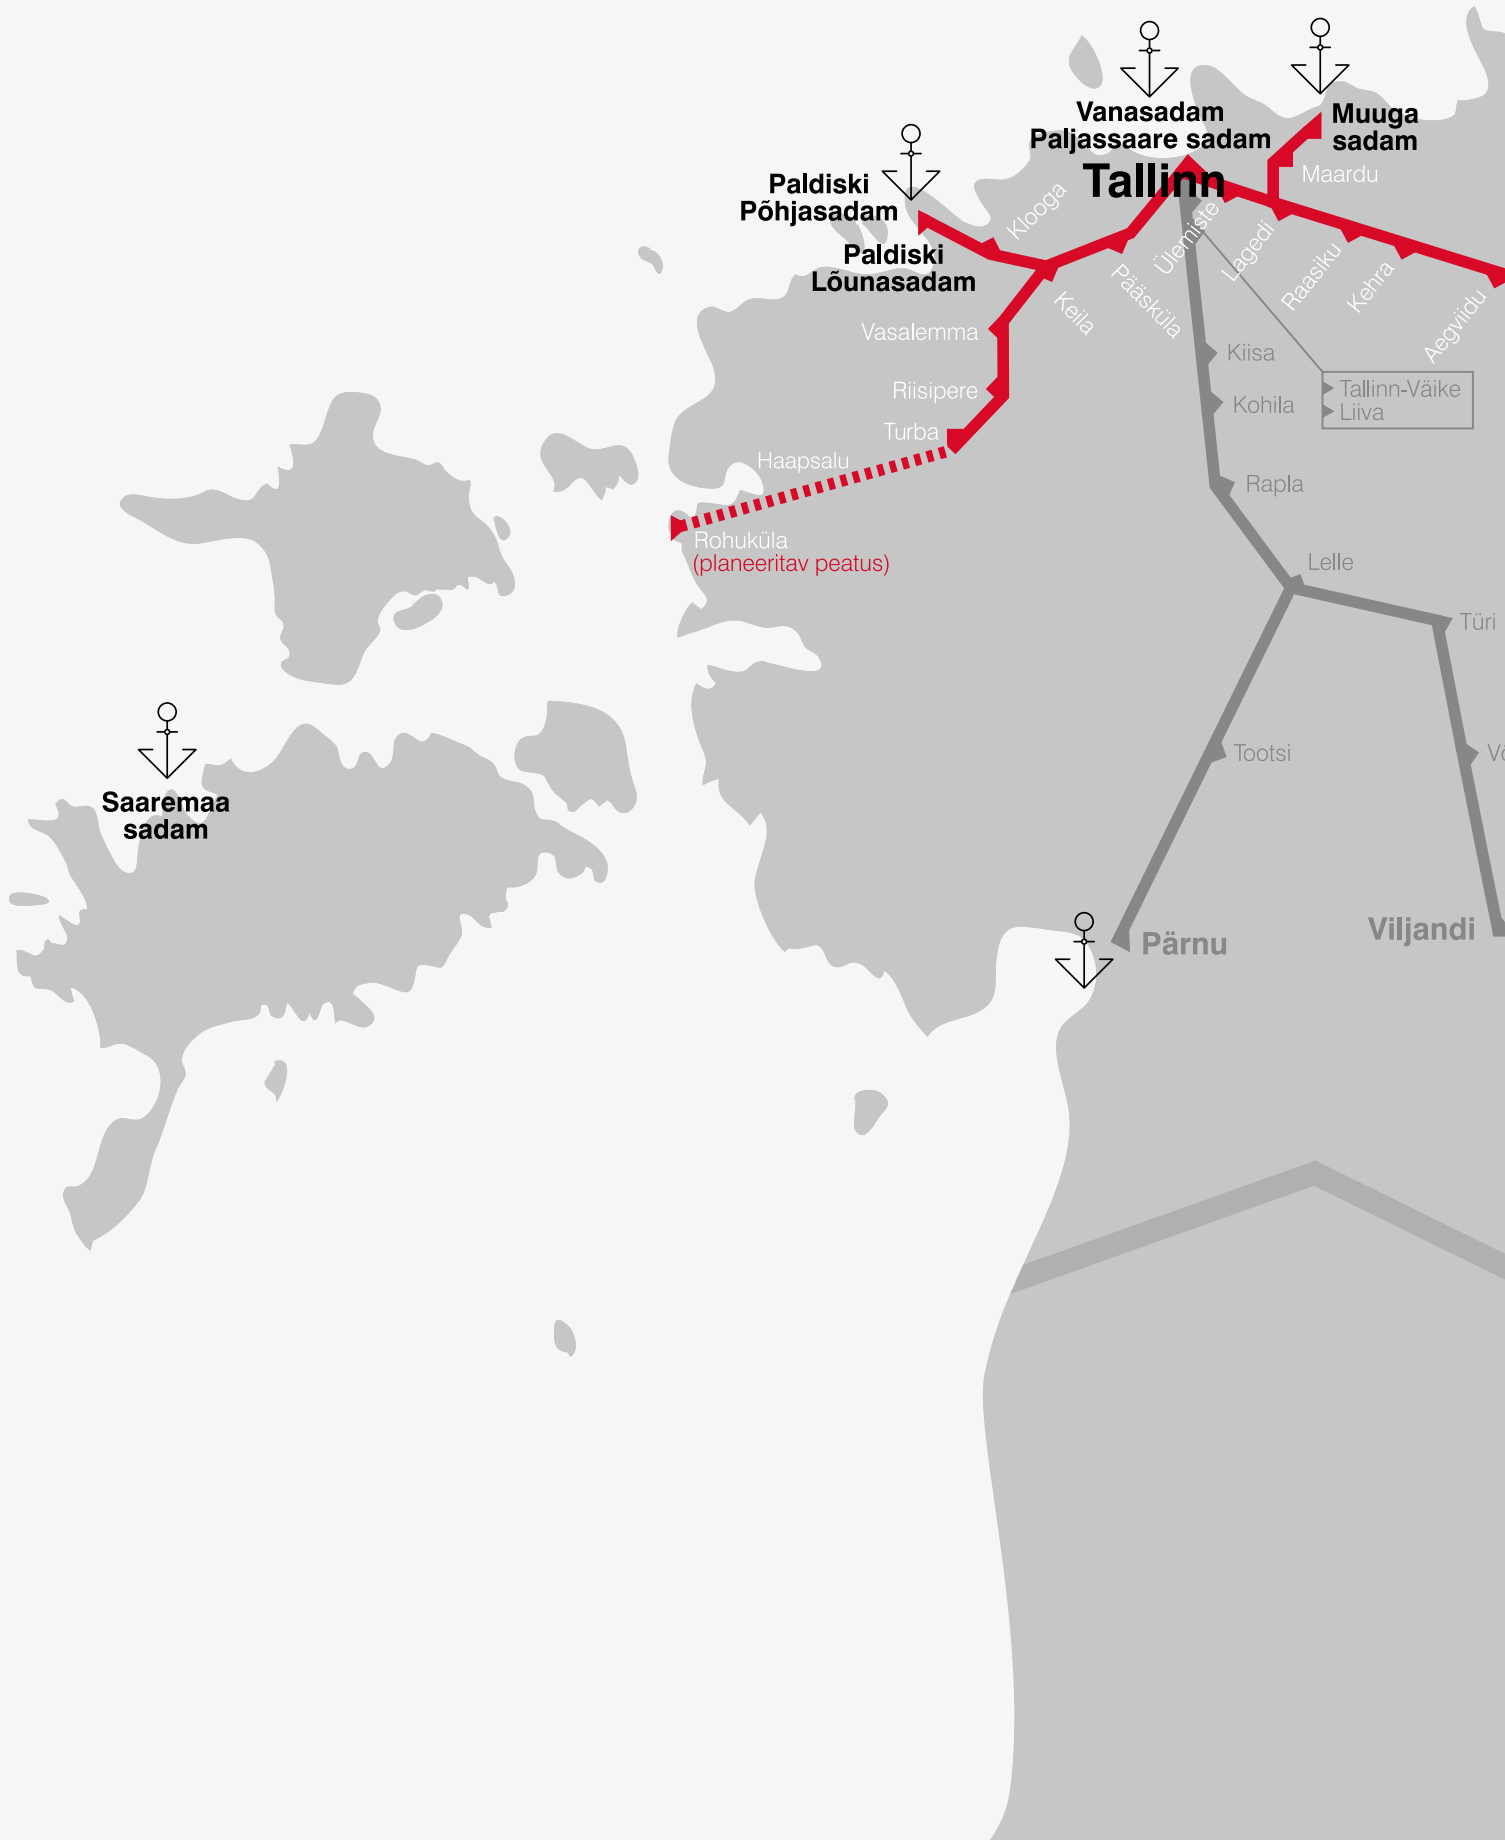 Vanasadam
Paljassaare sadam
Tallinn
Muuga
sadam
Maardu
Paldiski
Põhjasadam
Paldiski
Lõunasadam
Klooga
Keila
Pääsküla
Ülemiste
Lagedi
Raasiku
Kehra
Aegviidu
Vasalemma
Riisipere
Turba
Haapsalu
Rohuküla
(planeeritav peatus)
Kiisa
Kohila
Tallinn-Väike
Liiva
Rapla
Lelle
Türi
Tootsi
Võ
Saaremaa
sadam
Pärnu
Viljandi